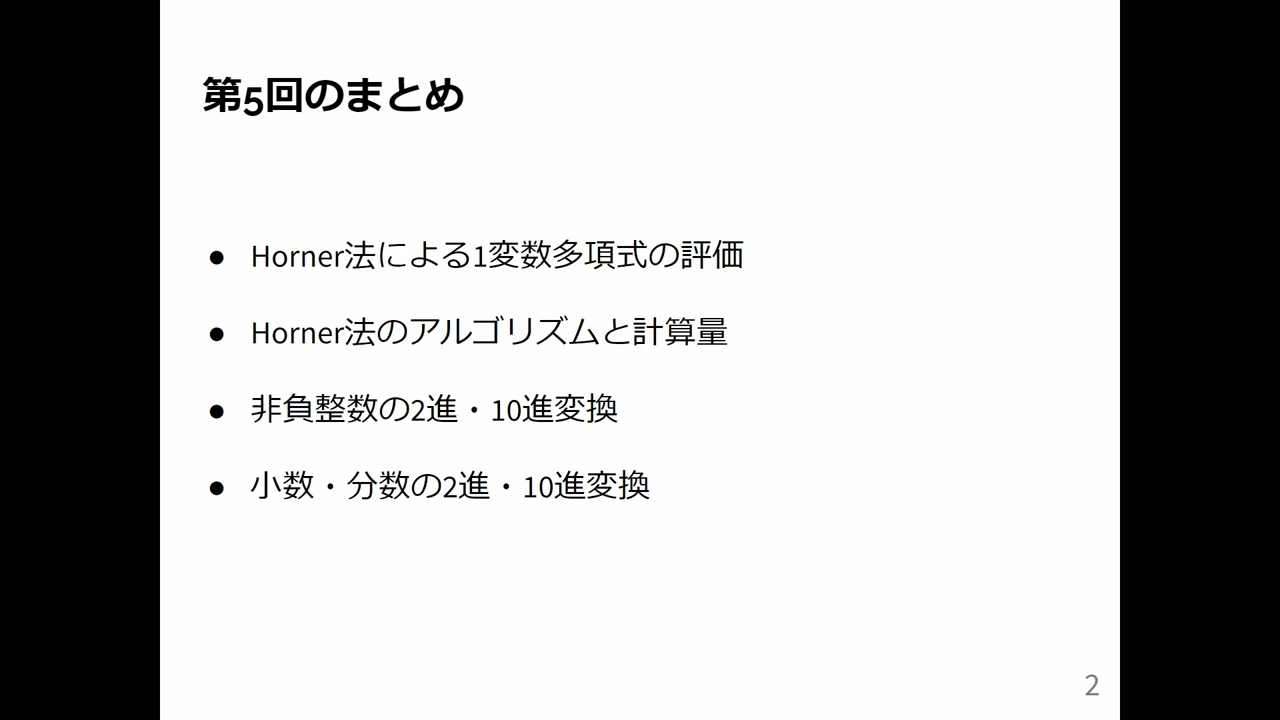 第5回のまとめ
● Horner法による1変数多項式の評価
● Horner法のアルゴリズムと計算量
● 非負整数の2進・10進変換
● 小数・分数の2進・10進変換
2